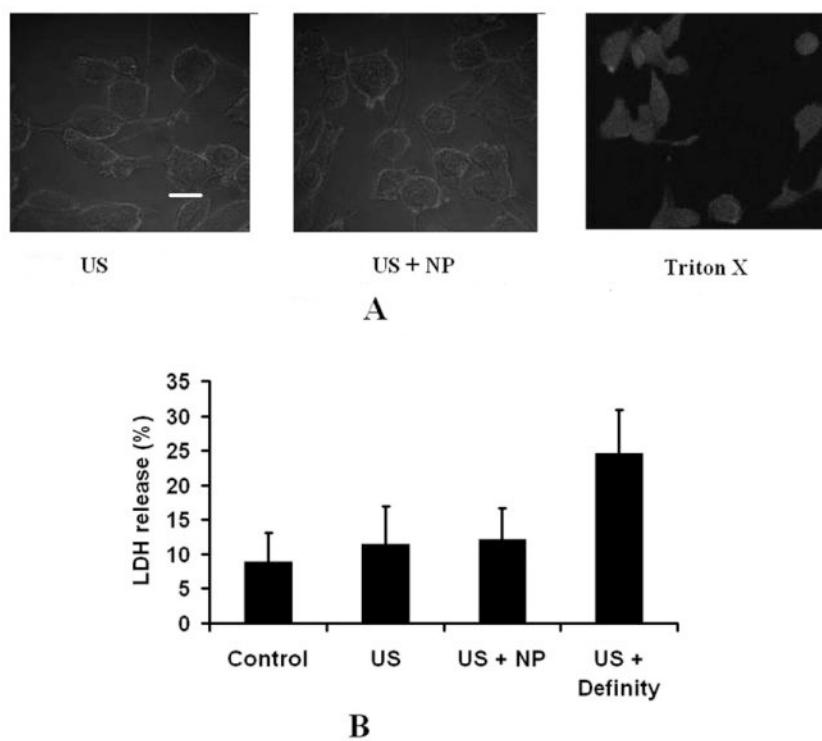 US
US + NP
Triton X
A
LDH release (%)
35
30
25
20
15
10
5
0
Control
US
US + NP
US +
Definity
B